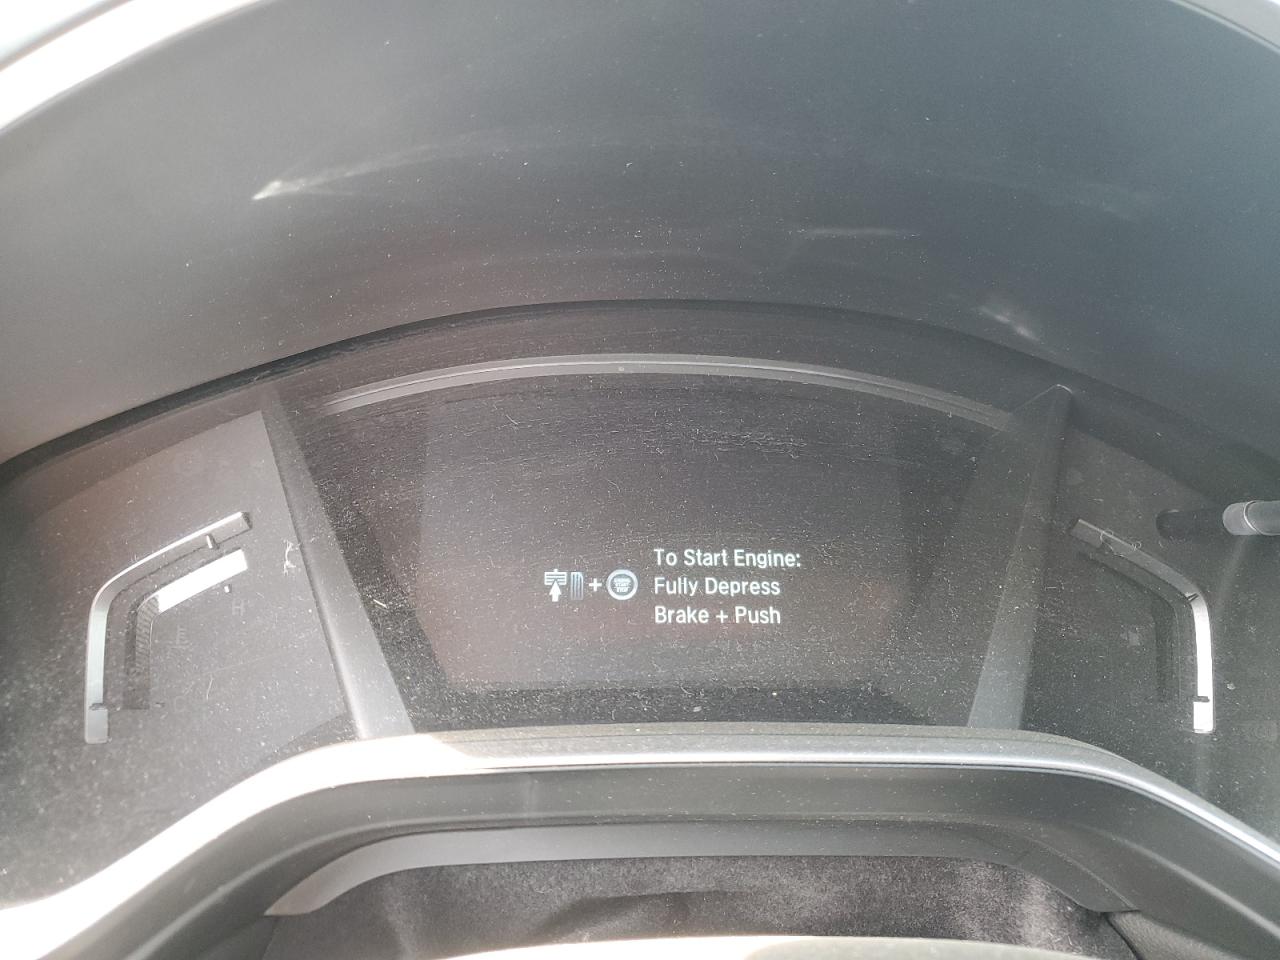 To Start Engine:
Fully Depress
Brake + Push
H